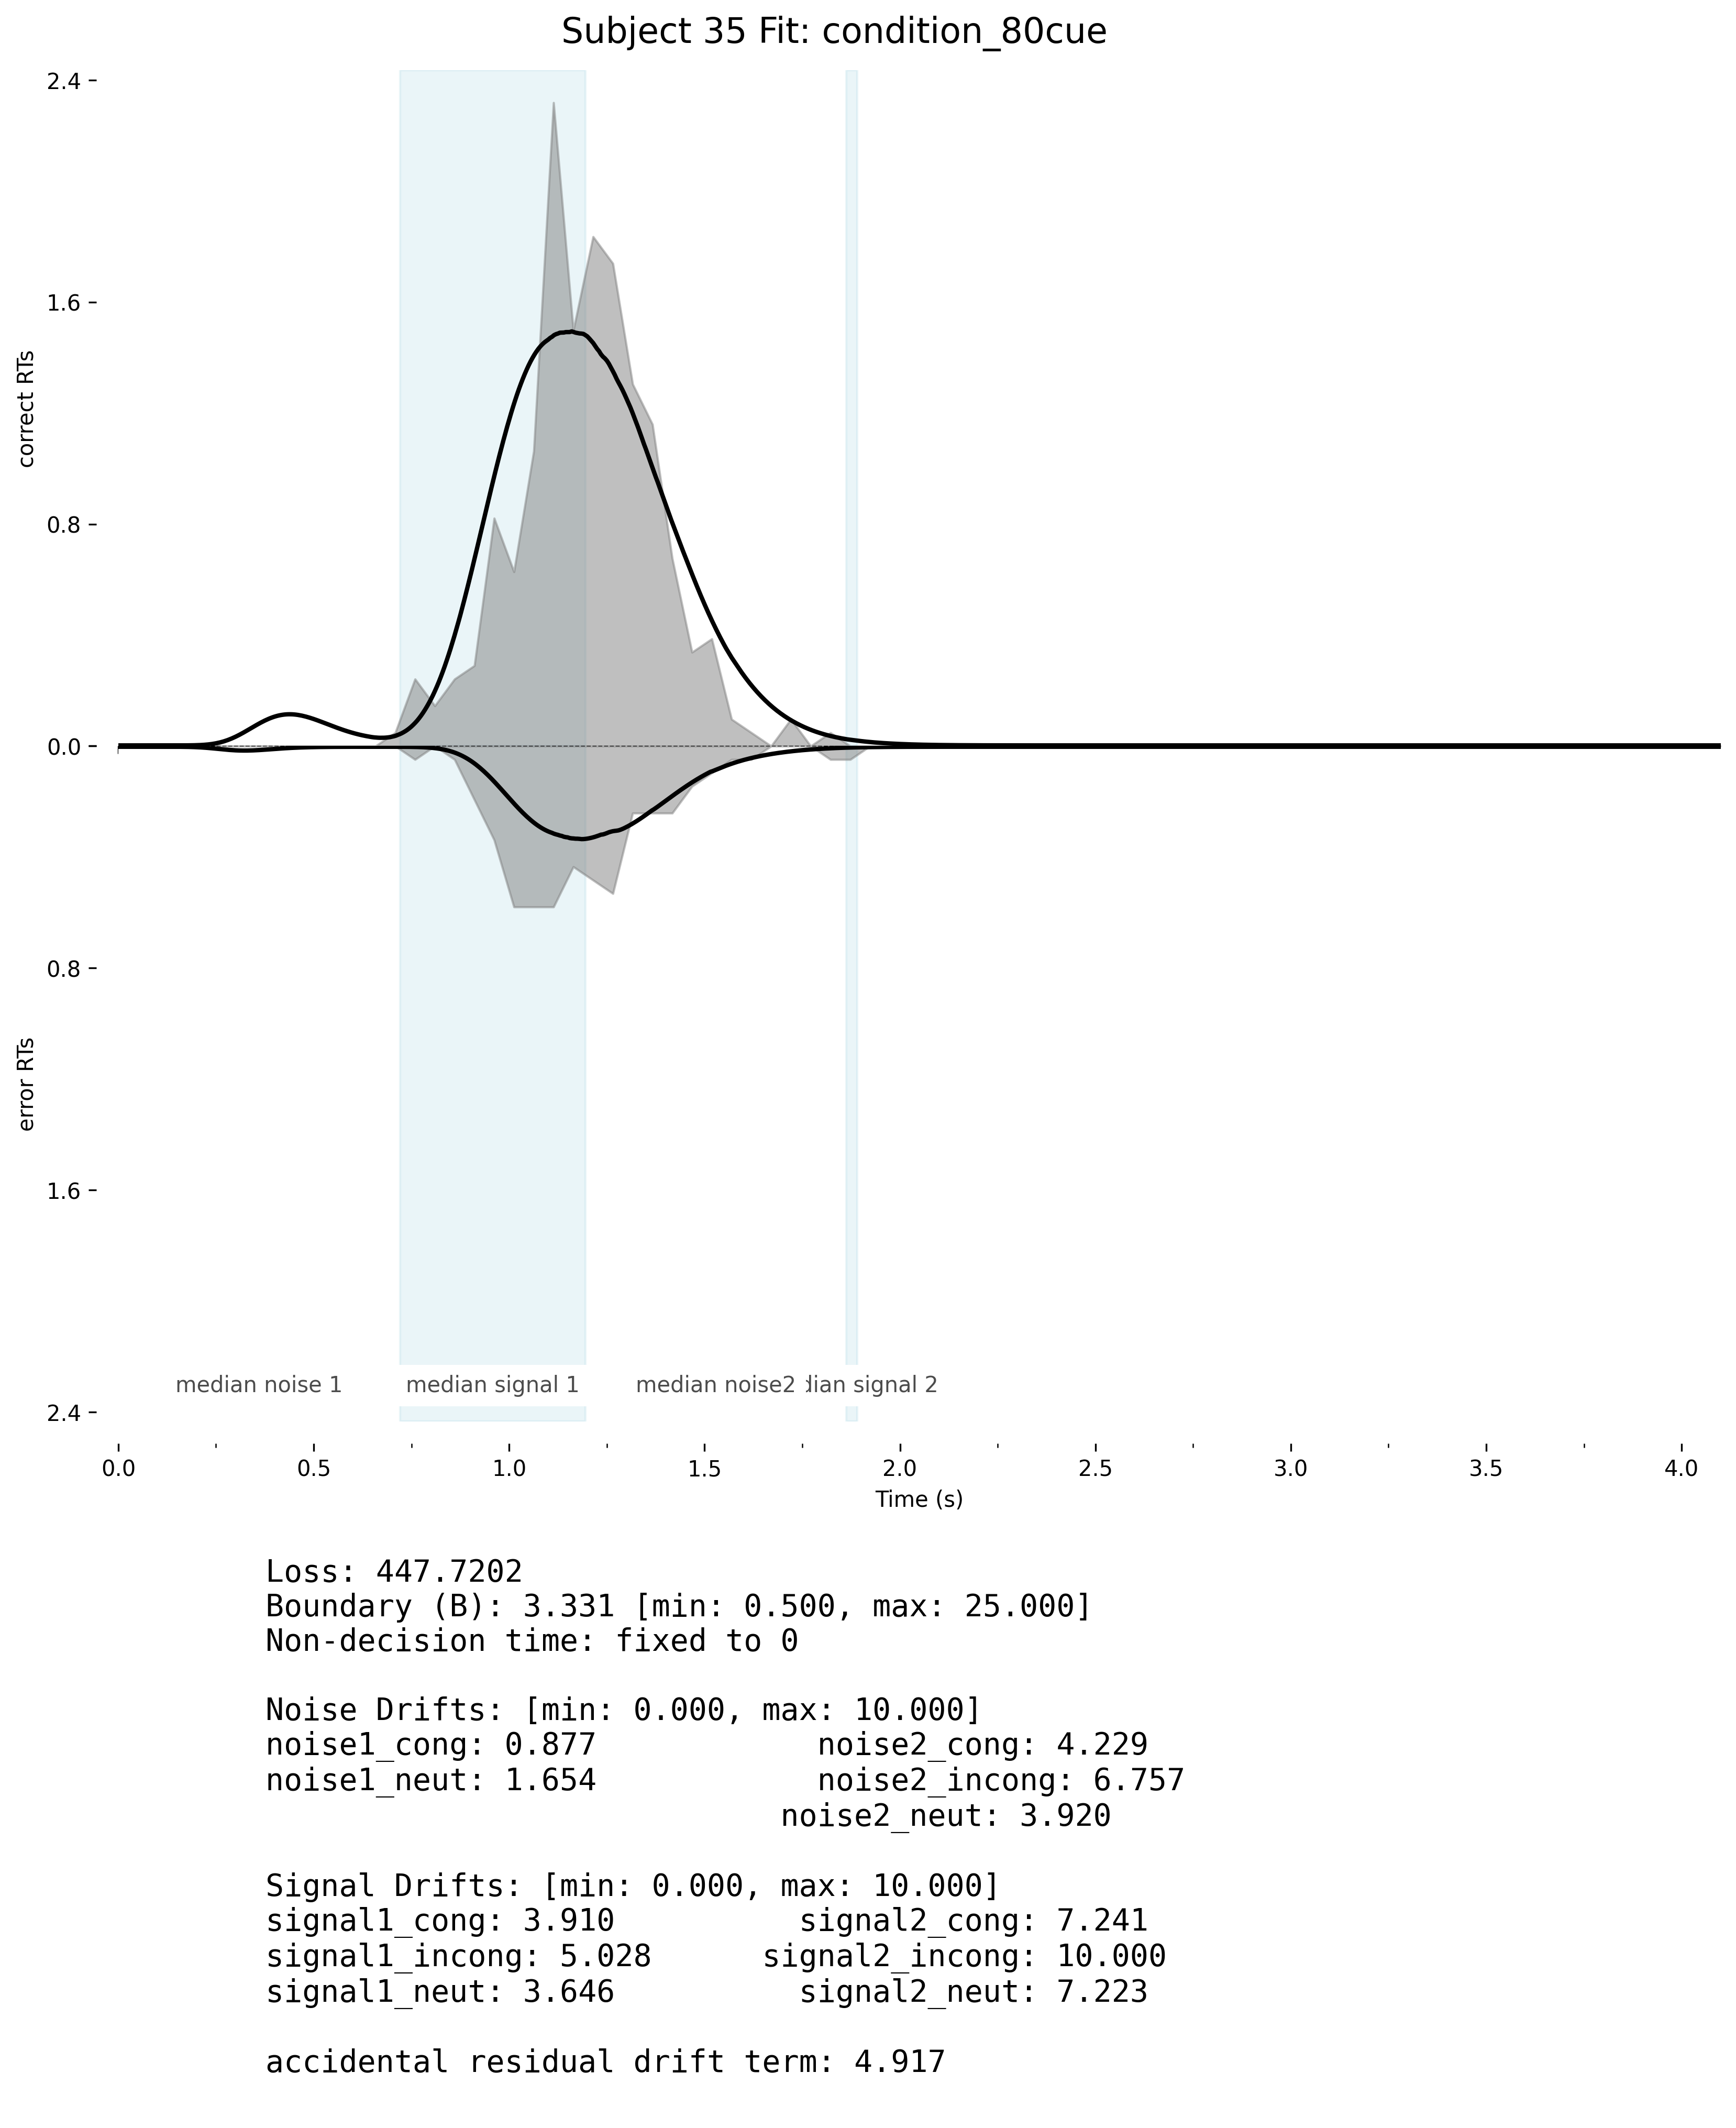 Subject 35 Fit: condition_80cue
2.4
1.6
correct RTs
0.8
0.0
0.8
error RTs
1.6
2.4
median noise 1
median signal 1
median noise2
dian signal 2
0.0
0.5
1.0
1.5
2.0
2.5
3.0
3.5
4.0
Time (s)
Loss: 447.7202
Boundary (B): 3.331 [min: 0.500, max: 25.000]
Non-decision time: fixed to 0
Noise Drifts: [min: 0.000, max: 10.000]
noise1_cong: 0.877 noise2_cong: 4.229
noise1_neut: 1.654 noise2_incong: 6.757
noise2_neut: 3.920
Signal Drifts: [min: 0.000, max: 10.000]
signal1_cong: 3.910 signal2_cong: 7.241
signal1_incong: 5.028 signal2_incong: 10.000
signal1_neut: 3.646 signal2_neut: 7.223
accidental residual drift term: 4.917